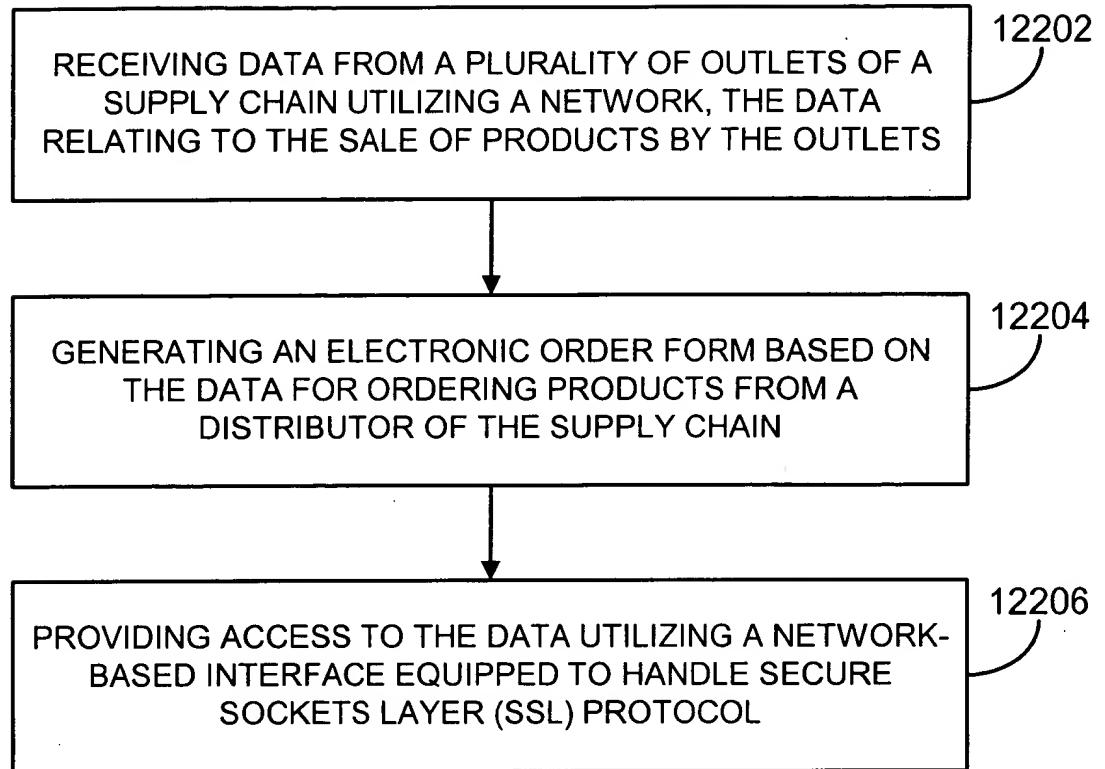 12202
RECEIVING DATA FROM A PLURALITY OF OUTLETS OF A
SUPPLY CHAIN UTILIZING A NETWORK, THE DATA
RELATING TO THE SALE OF PRODUCTS BY THE OUTLETS
12204
GENERATING AN ELECTRONIC ORDER FORM BASED ON
THE DATA FOR ORDERING PRODUCTS FROM A
DISTRIBUTOR OF THE SUPPLY CHAIN
12206
PROVIDING ACCESS TO THE DATA UTILIZING A NETWORK-
BASED INTERFACE EQUIPPED TO HANDLE SECURE
SOCKETS LAYER (SSL) PROTOCOL